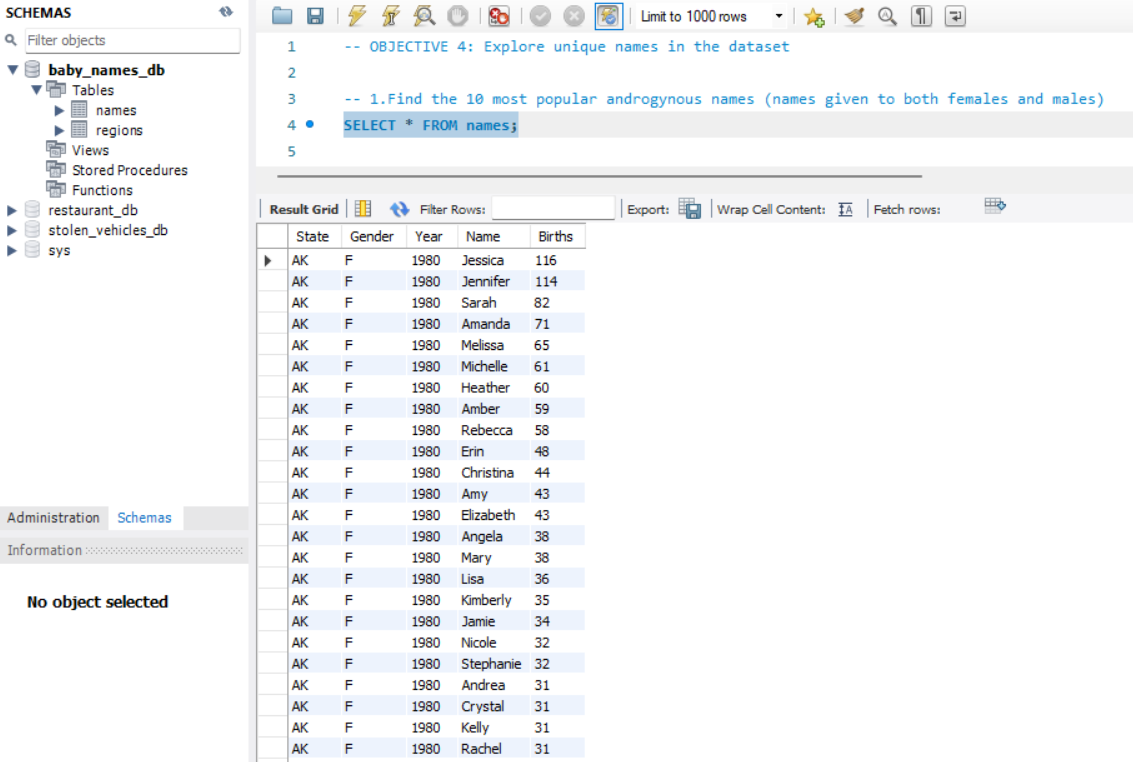 SCHEMAS
Filter objects
baby_names_db
Tables
names
regions
Views
Stored Procedures
Functions
restaurant_db
stolen_vehicles_db
sys
Administration Schemas
Information
No object selected
Limit to 1000 rows
1 -- OBJECTIVE 4: Explore unique names in the dataset
2
3 -- 1.Find the 10 most popular androgynous names (names given to both females and males)
4 SELECT * FROM names;
5
Result Grid Filter Rows: Export: Wrap Cell Content: Fetch rows:
State Gender Year Name Births
AK F 1980 Jessica 116
AK F 1980 Jennifer 114
AK F 1980 Sarah 82
AK F 1980 Amanda 71
AK F 1980 Melissa 65
AK F 1980 Michelle 61
AK F 1980 Heather 60
AK F 1980 Amber 59
AK F 1980 Rebecca 58
AK F 1980 Erin 48
AK F 1980 Christina 44
AK F 1980 Amy 43
AK F 1980 Elizabeth 43
AK F 1980 Angela 38
AK F 1980 Mary 38
AK F 1980 Lisa 36
AK F 1980 Kimberly 35
AK F 1980 Jamie 34
AK F 1980 Nicole 32
AK F 1980 Stephanie 32
AK F 1980 Andrea 31
AK F 1980 Crystal 31
AK F 1980 Kelly 31
AK F 1980 Rachel 31